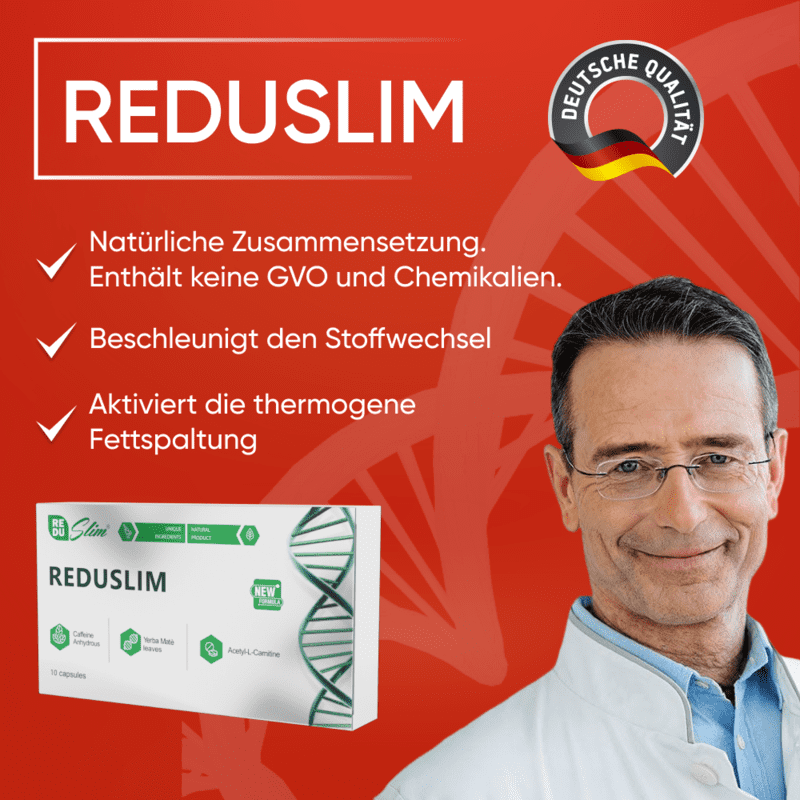 REDUSLIM
DEUTSCHE QUALITÄT
Natürliche Zusammensetzung.
Enthält keine GVO und Chemikalien.
Beschleunigt den Stoffwechsel
Aktiviert die thermogene
Fettspaltung
RE
DU
Slim®
UNIQUE
INGREDIENTS
NATURAL
PRODUCT
REDUSLIM
NEW
FORMULA
Caffeine
Anhydrous
Yerba Maté
leaves
Acetyl-L-Carnitine
10 capsules